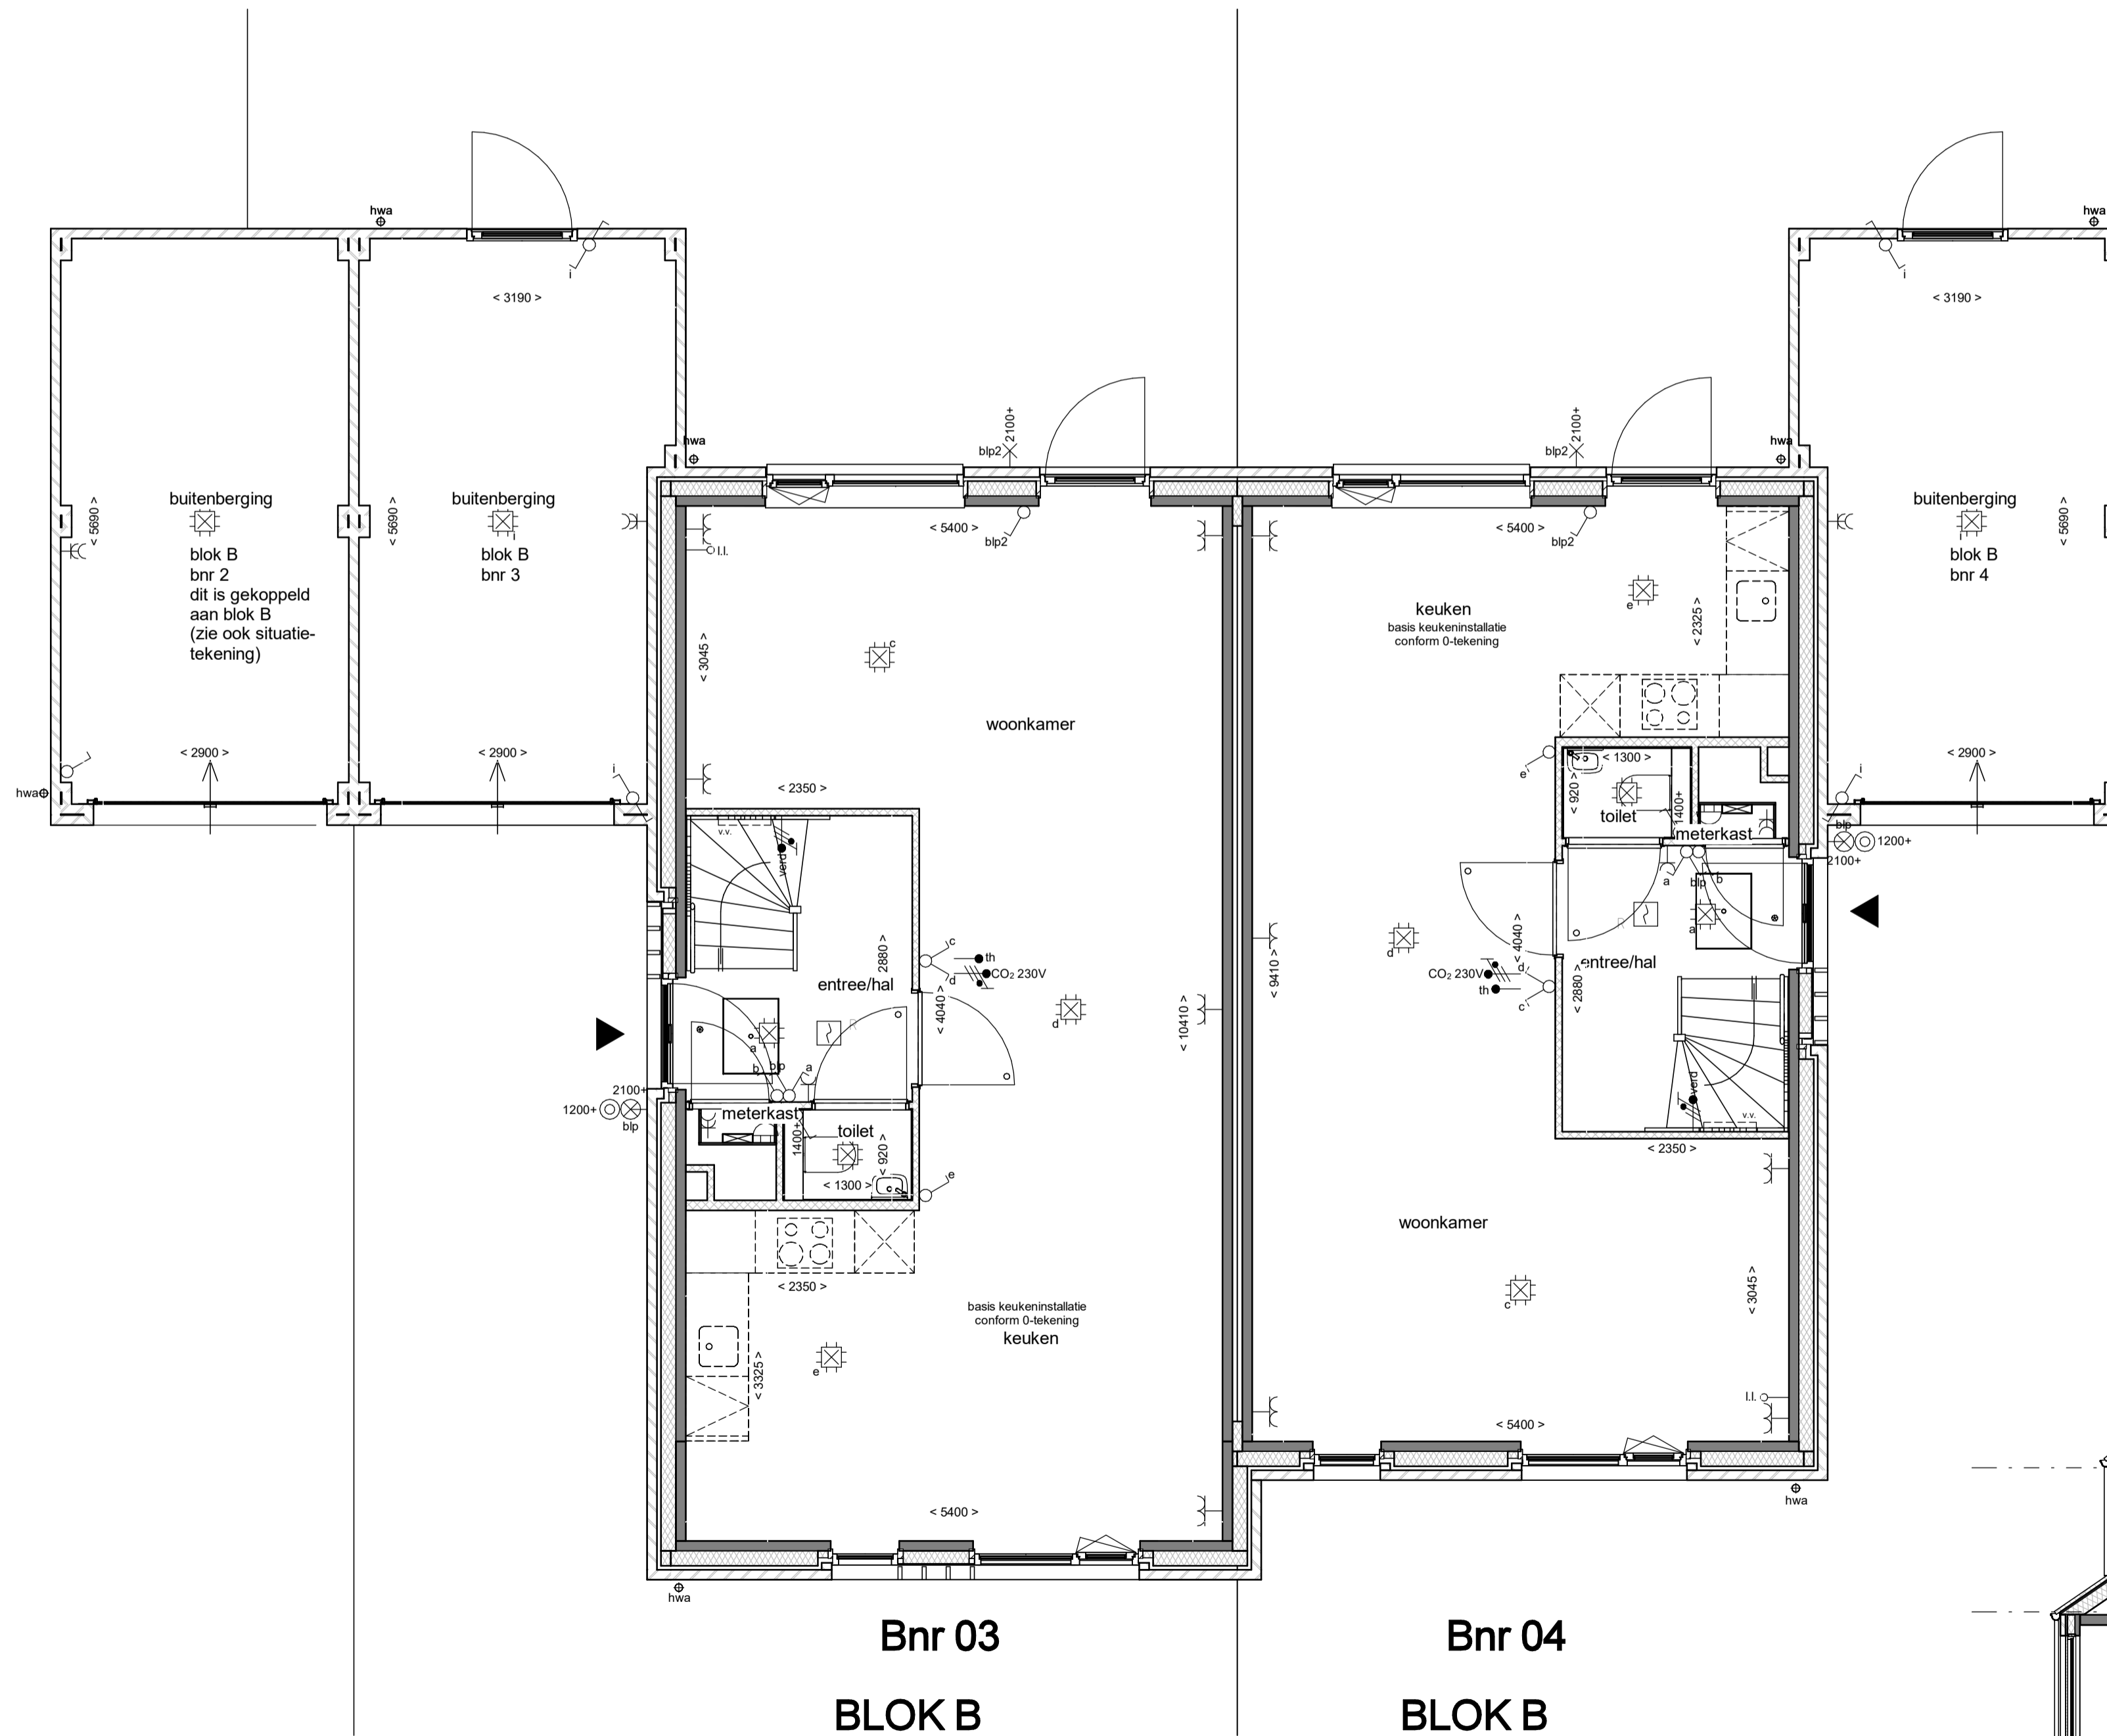 hwa
hwa
i
i
< 3190 >
< 3190 >
2100+
blp2
2100+
blp2
hwa
hwa
buitenberging
< 5690 >
blok B
bnr 2
dit is gekoppeld
aan blok B
(zie ook situatie-
tekening)
< 2900 >
hwa
buitenberging
< 5690 >
i
blok B
bnr 3
< 2900 >
i
buitenberging
< 5690 >
i
blok B
bnr 4
< 2900 >
i
< 5400 >
blp2
l.l.
< 3045 >
c
woonkamer
< 2350 >
v.v.
verd
2880 >
entree/hal
c
th
d
CO₂ 230V
< 4040 >
R
d
< 10410 >
a
b
blp
a
2100+
1200+
blp
meterkast
1400+
toilet
< 920 >
< 1300 >
e
< 2350 >
basis keukeninstallatie
conform 0-tekening
keuken
< 3325 >
e
< 5400 >
hwa
< 5400 >
blp2
keuken
basis keukeninstallatie
conform 0-tekening
e
< 2325 >
e
< 920 >
< 1300 >
toilet
1400+
meterkast
blp
1200+
2100+
a
blp
b
R
a
< 9410 >
d
< 4040 >
entree/hal
CO₂ 230V
d
th
c
< 2880 >
verd
v.v.
< 2350 >
woonkamer
c
< 3045 >
l.l.
< 5400 >
hwa
Bnr 03
Bnr 04
BLOK B
BLOK B